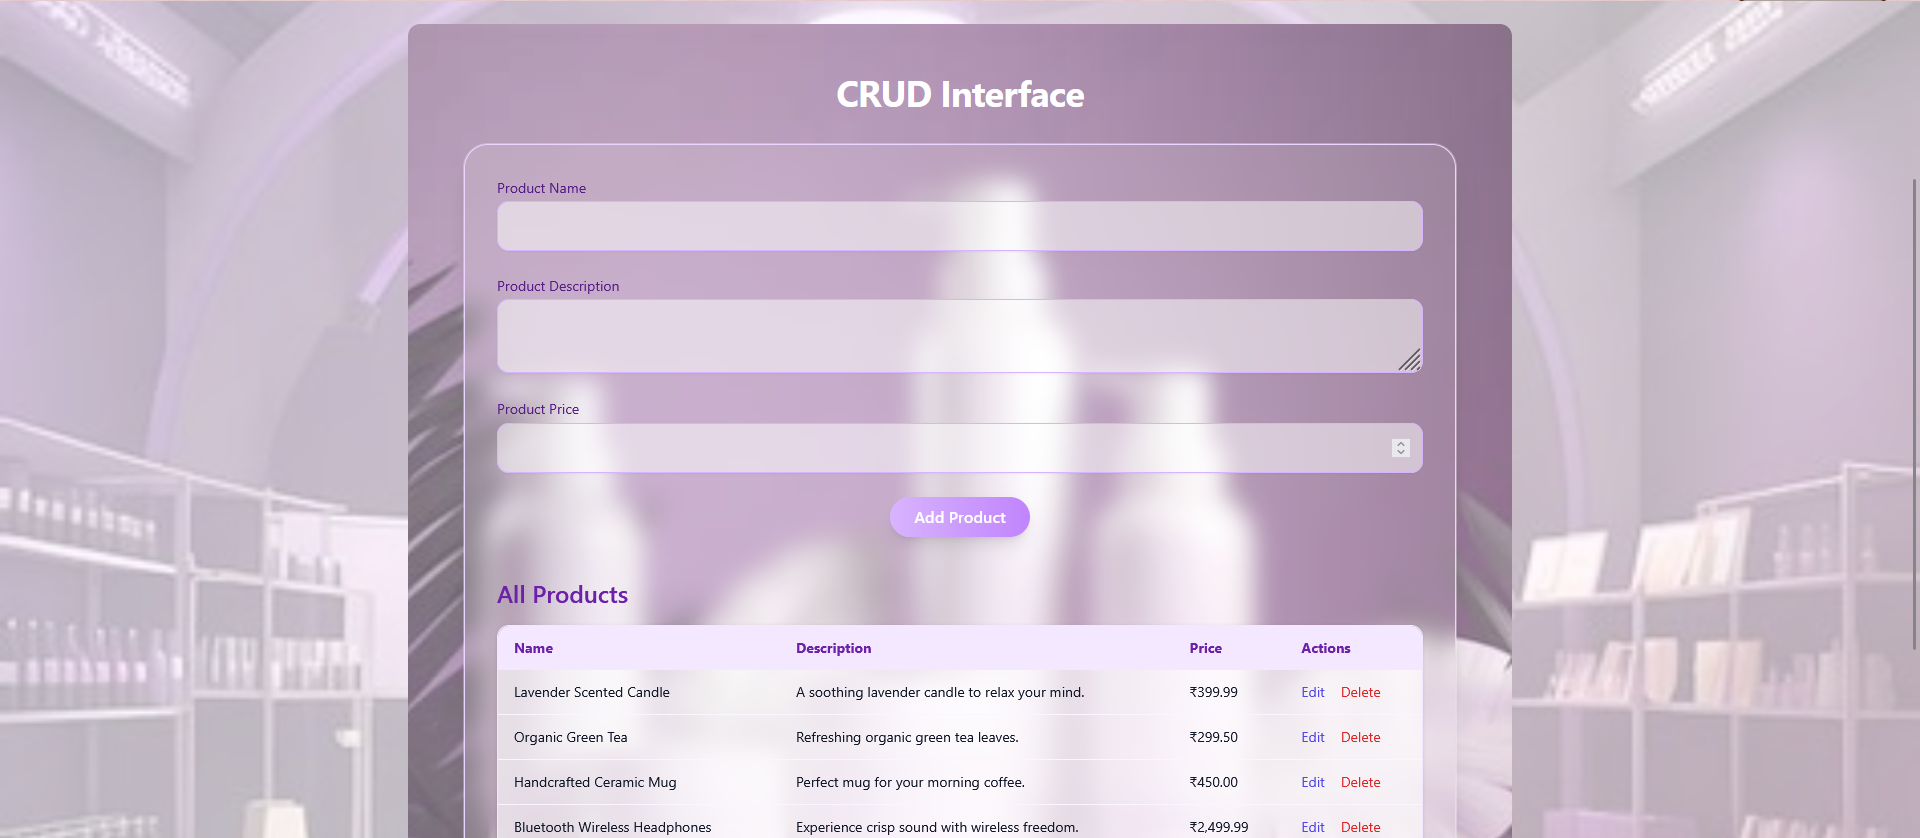 CRUD Interface
Product Name
Product Description
Product Price
Add Product
All Products
Name Description Price Actions
Lavender Scented Candle A soothing lavender candle to relax your mind. ₹399.99 Edit Delete
Organic Green Tea Refreshing organic green tea leaves. ₹299.50 Edit Delete
Handcrafted Ceramic Mug Perfect mug for your morning coffee. ₹450.00 Edit Delete
Bluetooth Wireless Headphones Experience crisp sound with wireless freedom. ₹2,499.99 Edit Delete